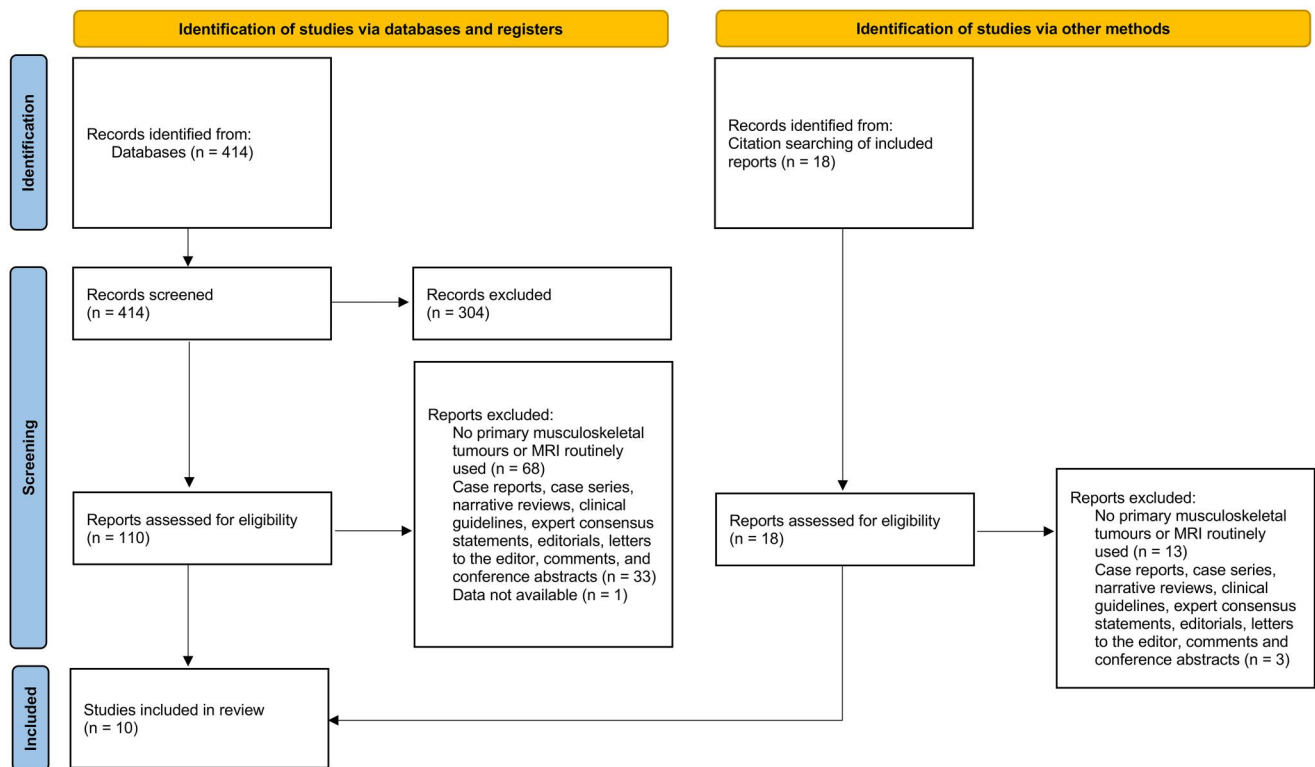 Identification of studies via databases and registers
Identification of studies via other methods
Identification
Records identified from:
Databases (n = 414)
Records identified from:
Citation searching of included
reports (n = 18)
Screening
Records screened
(n = 414)
Records excluded
(n = 304)
Reports assessed for eligibility
(n = 110)
Reports excluded:
No primary musculoskeletal
tumours or MRI routinely
used (n = 68)
Case reports, case series,
narrative reviews, clinical
guidelines, expert consensus
statements, editorials, letters
to the editor, comments, and
conference abstracts (n = 33)
Data not available (n = 1)
Reports assessed for eligibility
(n = 18)
Reports excluded:
No primary musculoskeletal
tumours or MRI routinely
used (n = 13)
Case reports, case series,
narrative reviews, clinical
guidelines, expert consensus
statements, editorials, letters
to the editor, comments and
conference abstracts (n = 3)
Included
Studies included in review
(n = 10)